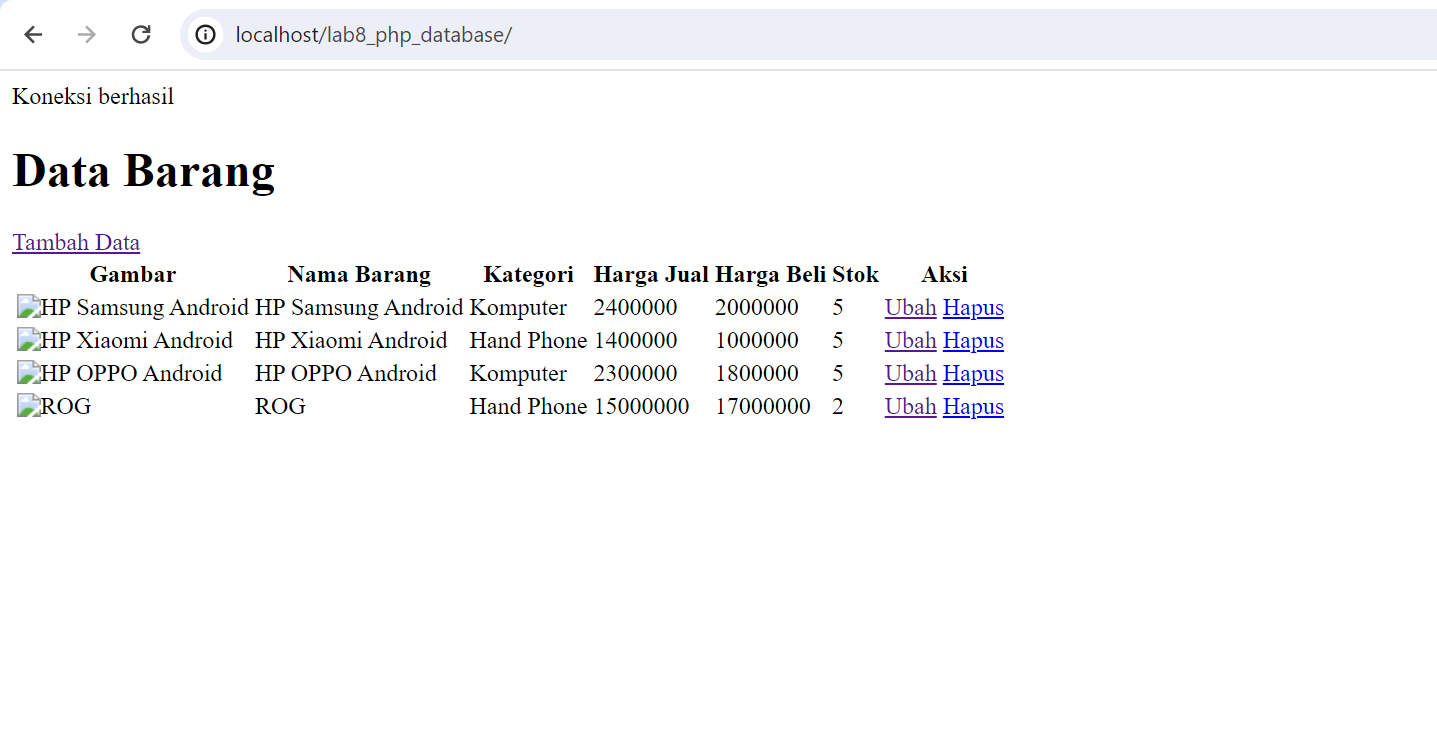 localhost/lab8_php_database/
Koneksi berhasil
Data Barang
Tambah Data
Gambar Nama Barang Kategori Harga Jual Harga Beli Stok Aksi
HP Samsung Android HP Samsung Android Komputer 2400000 2000000 5 Ubah Hapus
HP Xiaomi Android HP Xiaomi Android Hand Phone 1400000 1000000 5 Ubah Hapus
HP OPPO Android HP OPPO Android Komputer 2300000 1800000 5 Ubah Hapus
ROG ROG Hand Phone 15000000 17000000 2 Ubah Hapus